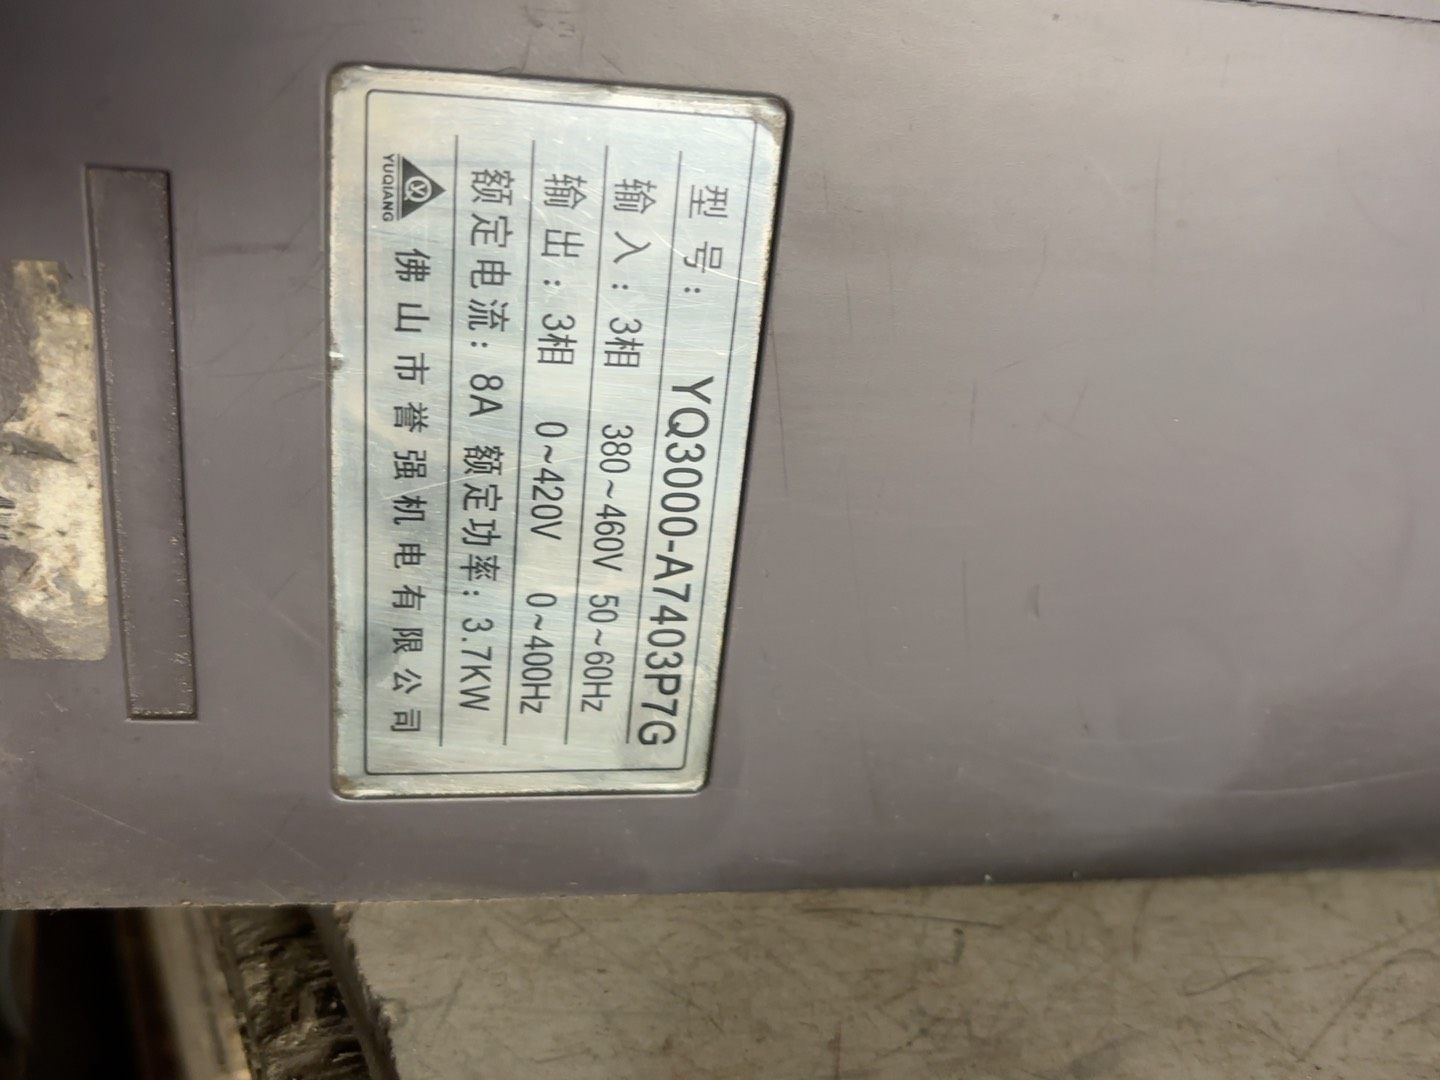 型号: YQ3000-A7403P7G
输入: 3相 380~460V 50~60Hz
输出: 3相 0~420V 0~400Hz
额定电流: 8A 额定功率: 3.7KW
YUQIANG 佛山市誉强机电有限公司